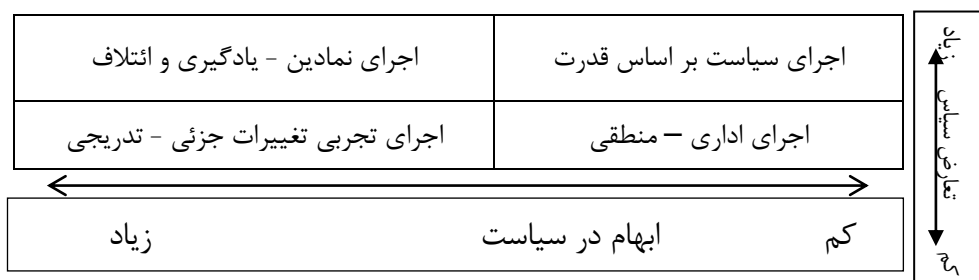 اجرای سیاست بر اساس قدرت
اجرای نمادین - یادگیری و ائتلاف
اجرای اداری – منطقی
اجرای تجربی تغییرات جزئی - تدریجی
کم ابهام در سیاست زیاد
زیاد تعارض سیاس کم